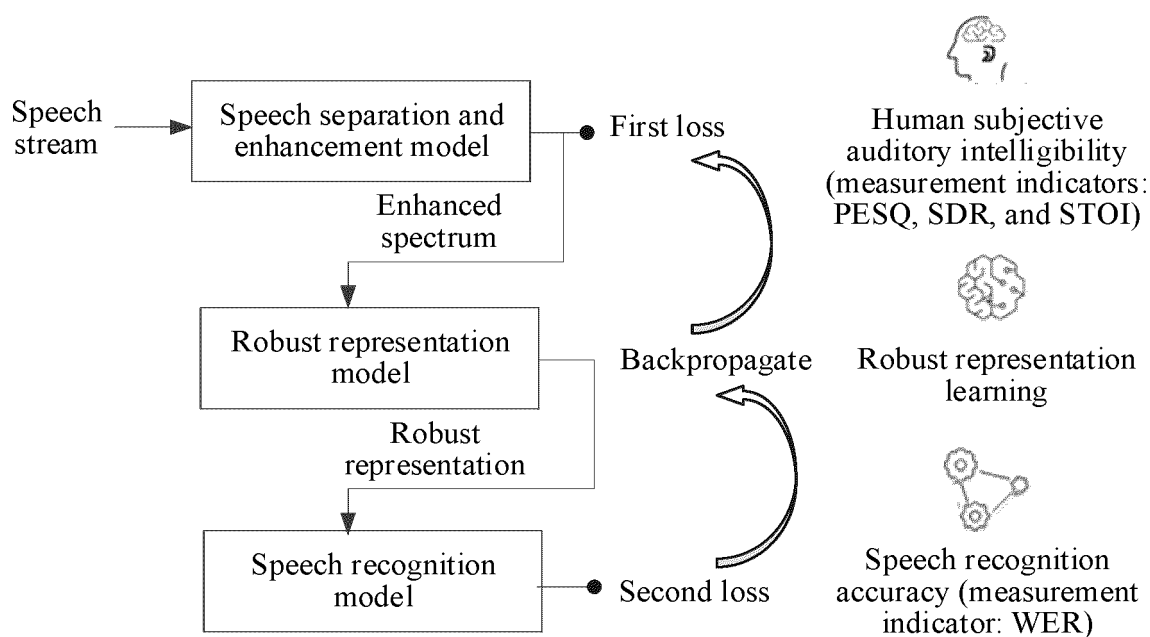 Speech
stream
Speech separation and
enhancement model
First loss
Human subjective
auditory intelligibility
(measurement indicators:
PESQ, SDR, and STOI)
Enhanced
spectrum
Robust representation
model
Backpropagate
Robust representation
learning
Robust
representation
Speech recognition
model
Second loss
Speech recognition
accuracy (measurement
indicator: WER)